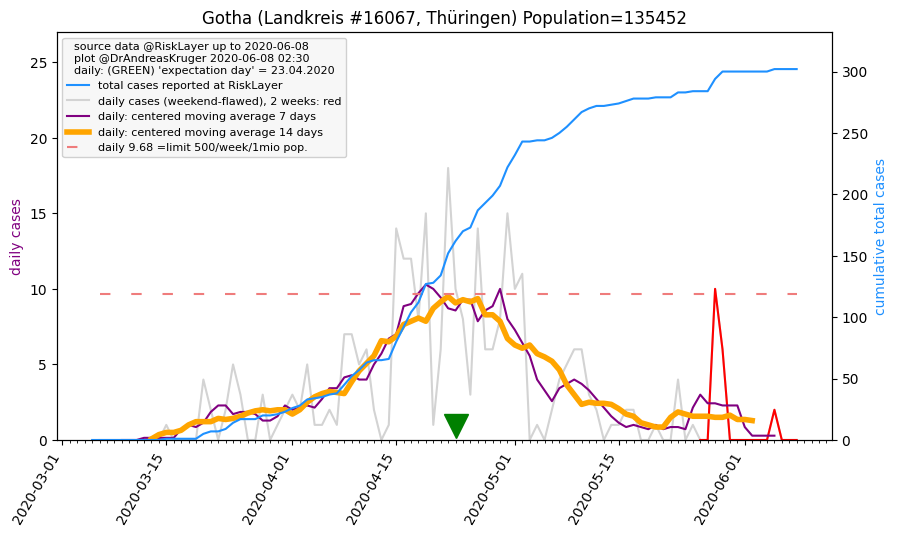 Gotha (Landkreis #16067, Thüringen) Population=135452
source data @RiskLayer up to 2020-06-08
plot @DrAndreasKruger 2020-06-08 02:30
daily: (GREEN) 'expectation day' = 23.04.2020
total cases reported at RiskLayer
daily cases (weekend-flawed), 2 weeks: red
daily: centered moving average 7 days
daily: centered moving average 14 days
daily 9.68 =limit 500/week/1mio pop.
daily cases
25
20
15
10
5
0
cumulative total cases
300
250
200
150
100
50
0
2020-03-01
2020-03-15
2020-04-01
2020-04-15
2020-05-01
2020-05-15
2020-06-01